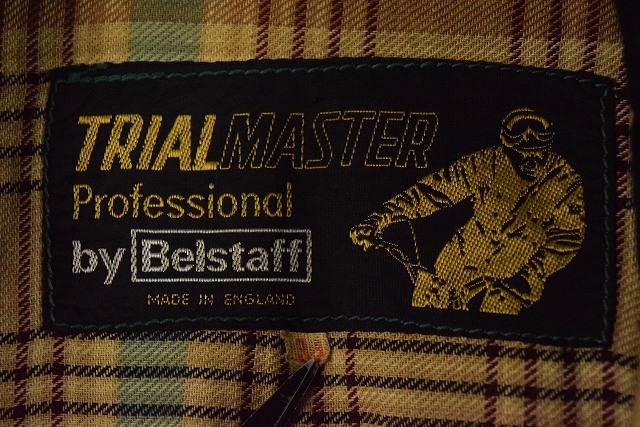 TRIALMASTER
Professional
by Belstaff
MADE IN ENGLAND